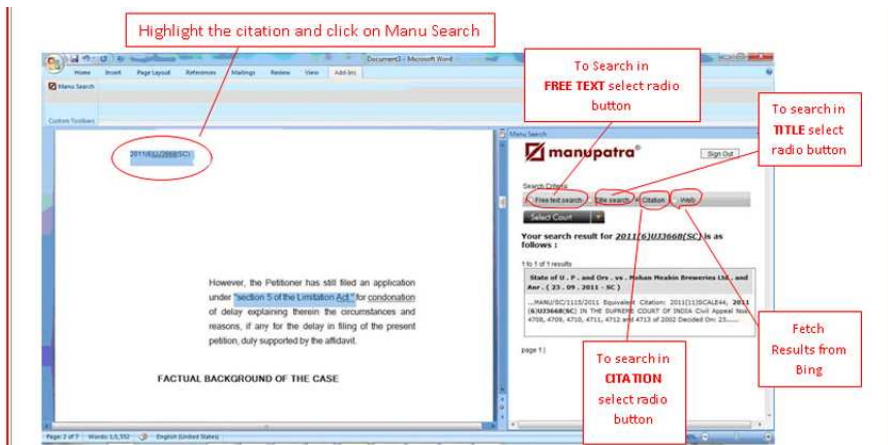 Highlight the citation and click on Manu Search
Document3 - Microsoft Word
Home Insert Page Layout References Mailings Review View Add-Ins
Manu Search
Custom Toolbars
2011(6)UJ3668(SC)
However, the Petitioner has still filed an application
under "section 5 of the Limitation Act," for condonation
of delay explaining therein the circumstances and
reasons, if any for the delay in filing of the present
petition, duly supported by the affidavit.
FACTUAL BACKGROUND OF THE CASE
Page: 2 of 7 Words: 1/1,552 English (United States)
To Search in
FREE TEXT select radio
button
To search in
TITLE select
radio button
Manu Search
manupatra®
Sign Out
Search Criteria
Free text search Title search Citation Web
Select Court
Your search result for 2011(6)UJ3668(SC) is as
follows :
1 to 1 of 1 results
State of U . P . and Ors . vs . Mohan Meakin Breweries Ltd . and
Anr . ( 23 . 09 . 2011 - SC )
...MANU/SC/1115/2011 Equivalent Citation: 2011(11)SCALE44, 2011
(6)UJ3668(SC) IN THE SUPREME COURT OF INDIA Civil Appeal Nos.
4708, 4709, 4710, 4711, 4712 and 4713 of 2002 Decided On: 23......
page 1|
To search in
CITATION
select radio
button
Fetch
Results from
Bing